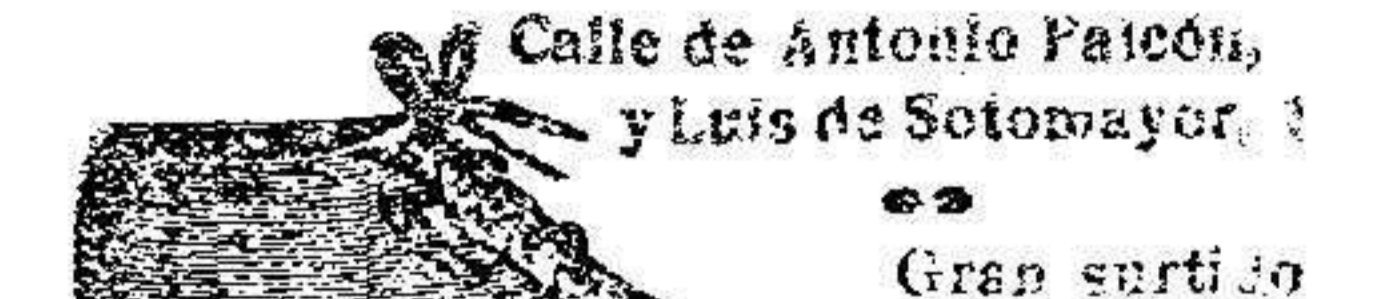 Calle de Antonio Falcón,
y Luis de Sotomayor,
Gran surtido